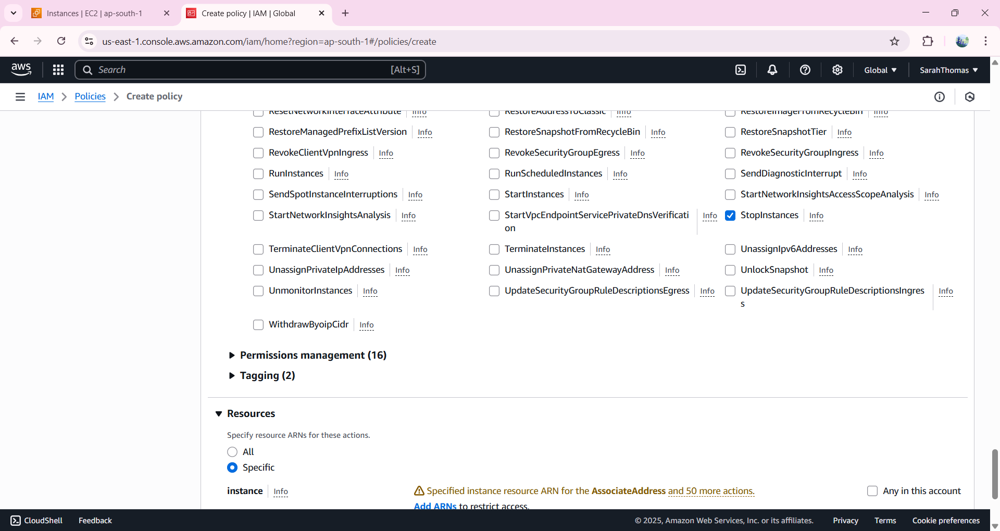 Instances | EC2 | ap-south-1
Create policy | IAM | Global
us-east-1.console.aws.amazon.com/iam/home?region=ap-south-1#/policies/create
aws
Search
[Alt+S]
Global
SarahThomas
IAM
Policies
Create policy
ResetNetworkInterfaceAttribute Info
RestoreAddressToClassic Info
RestoreImageFromRecycleBin Info
RestoreManagedPrefixListVersion Info
RestoreSnapshotFromRecycleBin Info
RestoreSnapshotTier Info
RevokeClientVpnIngress Info
RevokeSecurityGroupEgress Info
RevokeSecurityGroupIngress Info
RunInstances Info
RunScheduledInstances Info
SendDiagnosticInterrupt Info
SendSpotInstanceInterruptions Info
StartInstances Info
StartNetworkInsightsAccessScopeAnalysis Info
StartNetworkInsightsAnalysis Info
StartVpcEndpointServicePrivateDnsVerificati Info
on
StopInstances Info
TerminateClientVpnConnections Info
TerminateInstances Info
UnassignIpv6Addresses Info
UnassignPrivateIpAddresses Info
UnassignPrivateNatGatewayAddress Info
UnlockSnapshot Info
UnmonitorInstances Info
UpdateSecurityGroupRuleDescriptionsEgress Info
UpdateSecurityGroupRuleDescriptionsIngres Info
s
WithdrawByoipCidr Info
Permissions management (16)
Tagging (2)
Resources
Specify resource ARNs for these actions.
All
Specific
instance Info
Specified instance resource ARN for the AssociateAddress and 50 more actions.
Add ARNs to restrict access.
Any in this account
CloudShell
Feedback
© 2025, Amazon Web Services, Inc. or its affiliates.
Privacy
Terms
Cookie preferences